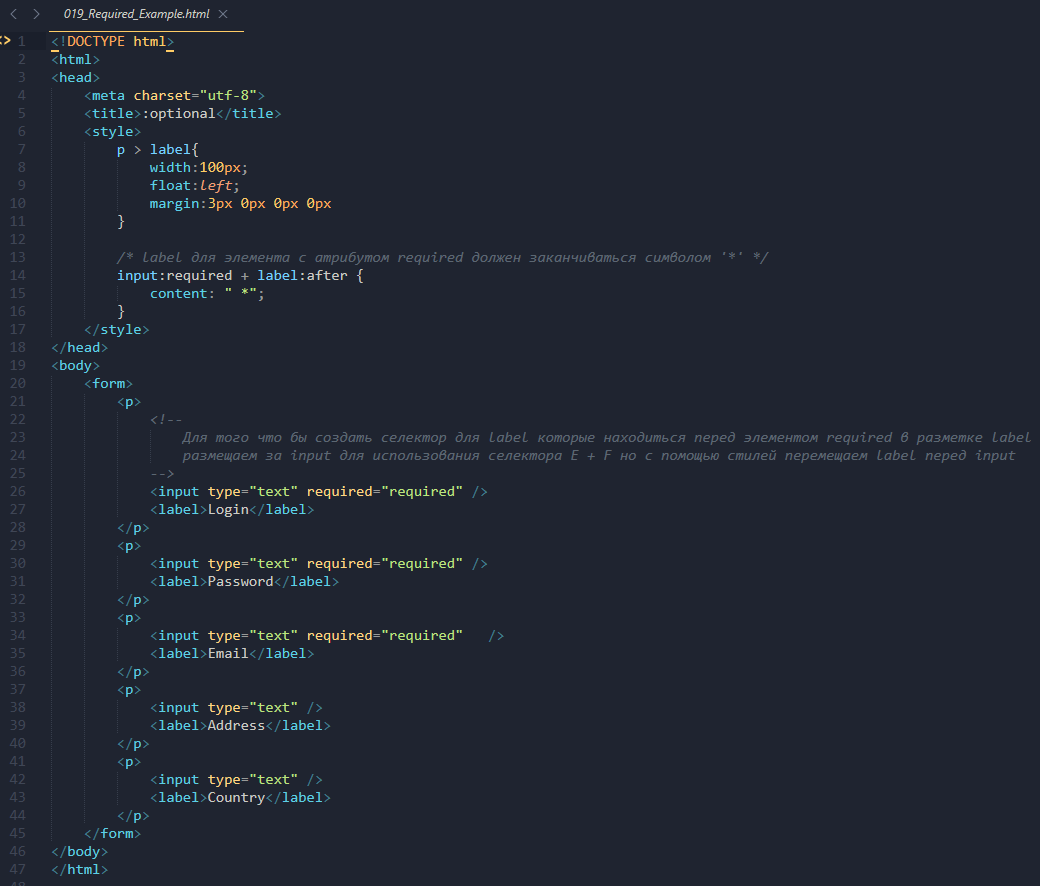 019_Required_Example.html
1 <!DOCTYPE html>
2 <html>
3 <head>
4 <meta charset="utf-8">
5 <title>:optional</title>
6 <style>
7 p > label{
8 width:100px;
9 float:left;
10 margin:3px 0px 0px 0px
11 }
12
13 /* label для элемента с атрибутом required должен заканчиваться символом '*' */
14 input:required + label:after {
15 content: " *";
16 }
17 </style>
18 </head>
19 <body>
20 <form>
21 <p>
22 <!--
23 Для того что бы создать селектор для label которые находиться перед элементом required в разметке label
24 размещаем за input для использования селектора E + F но с помощью стилей перемещаем label перед input
25 -->
26 <input type="text" required="required" />
27 <label>Login</label>
28 </p>
29 <p>
30 <input type="text" required="required" />
31 <label>Password</label>
32 </p>
33 <p>
34 <input type="text" required="required"   />
35 <label>Email</label>
36 </p>
37 <p>
38 <input type="text" />
39 <label>Address</label>
40 </p>
41 <p>
42 <input type="text" />
43 <label>Country</label>
44 </p>
45 </form>
46 </body>
47 </html>
48